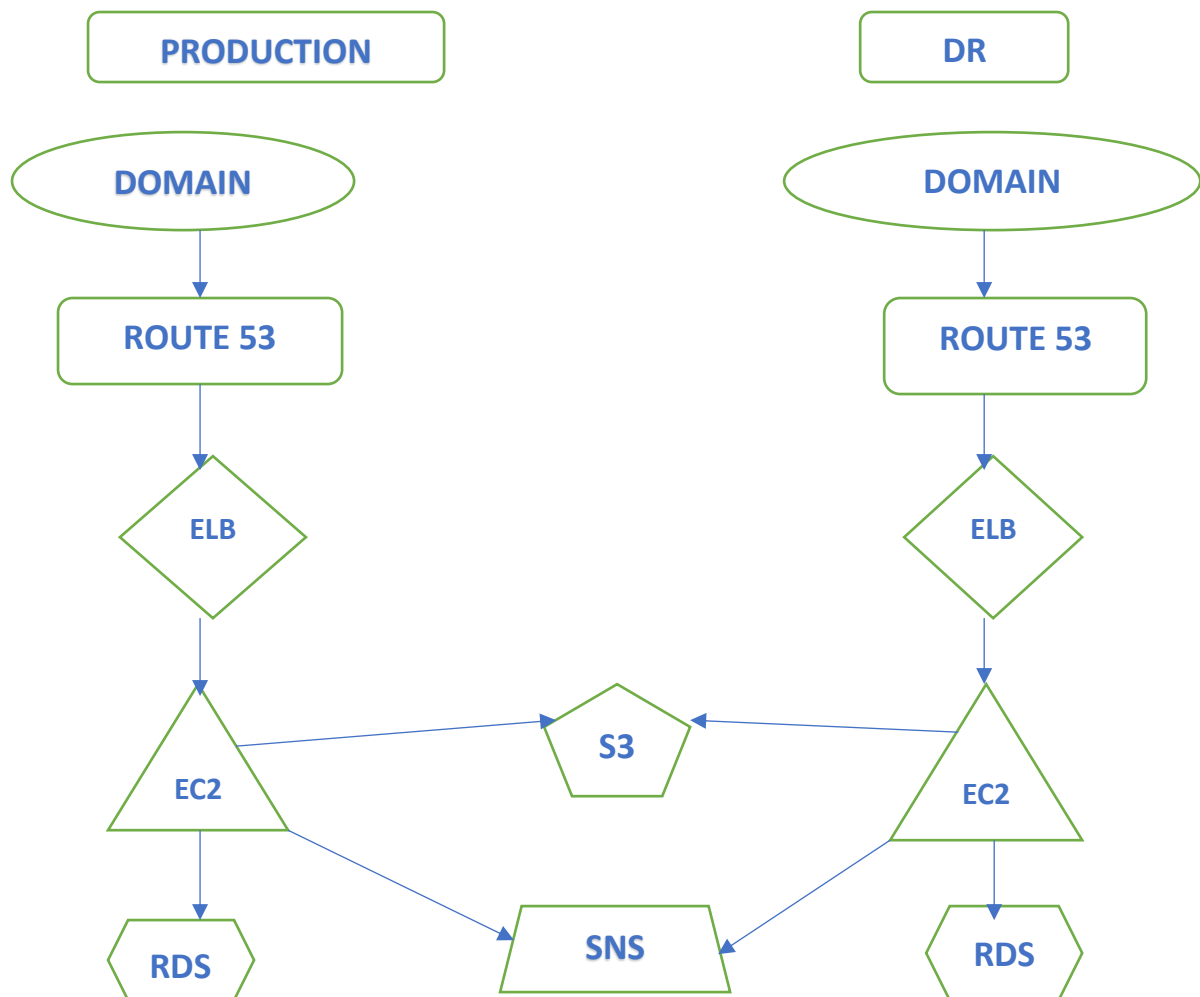 PRODUCTION
DR
DOMAIN
DOMAIN
ROUTE 53
ROUTE 53
ELB
ELB
S3
EC2
EC2
SNS
RDS
RDS